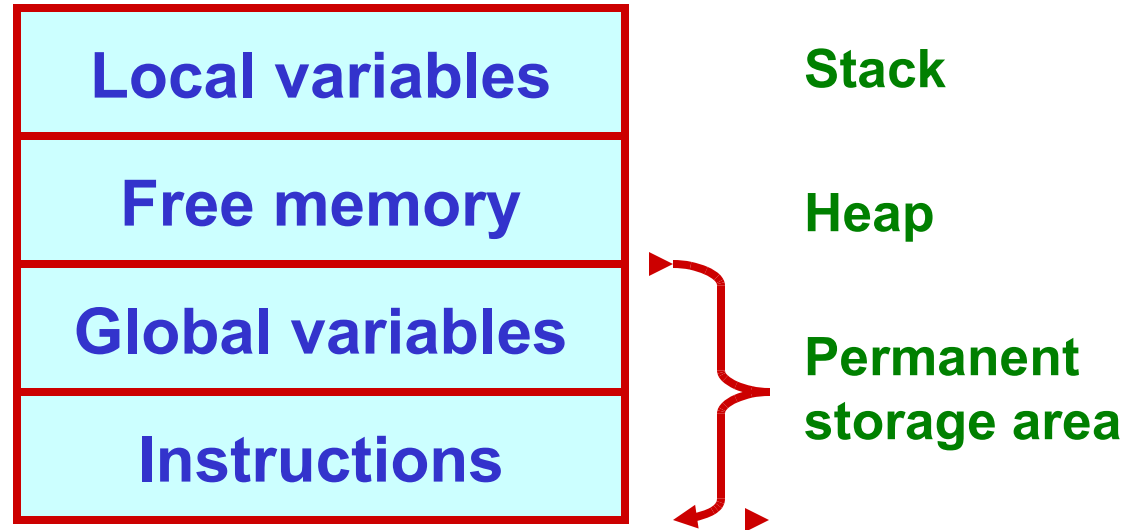 Local variables
Stack
Free memory
Heap
Global variables
Permanent
storage area
Instructions